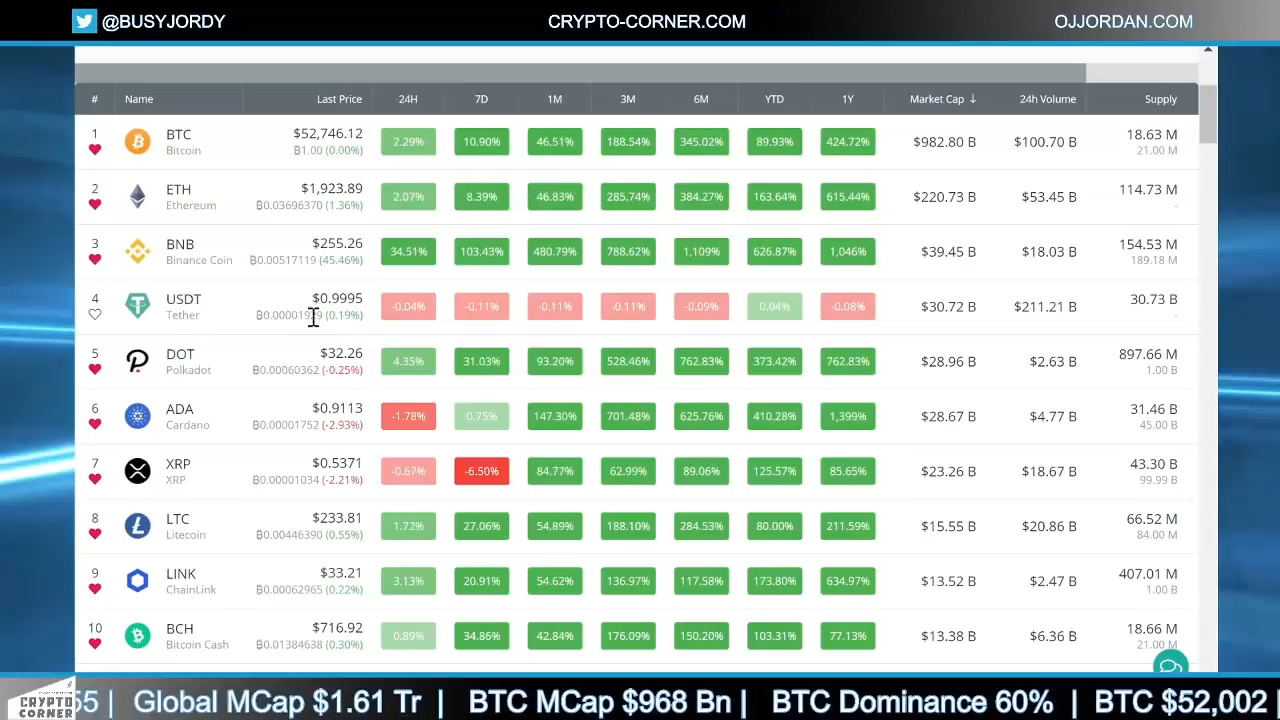 @BUSYJORDY CRYPTO-CORNER.COM OJJORDAN.COM
# Name Last Price 24H 7D 1M 3M 6M YTD 1Y Market Cap ↓ 24h Volume Supply
1 BTC $52,746.12 2.29% 10.90% 46.51% 188.54% 345.02% 89.93% 424.72% $982.80 B $100.70 B 18.63 M
Bitcoin ₿1.00 (0.00%) 21.00 M
2 ETH $1,923.89 2.07% 8.39% 46.83% 285.74% 384.27% 163.64% 615.44% $220.73 B $53.45 B 114.73 M
Ethereum ₿0.03696370 (1.36%) -
3 BNB $255.26 34.51% 103.43% 480.79% 788.62% 1,109% 626.87% 1,046% $39.45 B $18.03 B 154.53 M
Binance Coin ₿0.00517119 (45.46%) 189.18 M
4 USDT $0.9995 -0.04% -0.11% -0.11% -0.11% -0.09% 0.04% -0.08% $30.72 B $211.21 B 30.73 B
Tether (0.19%) -
5 DOT $32.26 4.35% 31.03% 93.20% 528.46% 762.83% 373.42% 762.83% $28.96 B $2.63 B 897.66 M
Polkadot ₿0.00060362 (-0.25%) 1.00 B
6 ADA $0.9113 -1.78% 0.75% 147.30% 701.48% 625.76% 410.28% 1,399% $28.67 B $4.77 B 31.46 B
Cardano ₿0.00001752 (-2.93%) 45.00 B
7 XRP $0.5371 -0.67% -6.50% 84.77% 62.99% 89.06% 125.57% 85.65% $23.26 B $18.67 B 43.30 B
XRP ₿0.00001034 (-2.21%) 99.99 B
8 LTC $233.81 1.72% 27.06% 54.89% 188.10% 284.53% 80.00% 211.59% $15.55 B $20.86 B 66.52 M
Litecoin ₿0.00446390 (0.55%) 84.00 M
9 LINK $33.21 3.13% 20.91% 54.62% 136.97% 117.58% 173.80% 634.97% $13.52 B $2.47 B 407.01 M
ChainLink ₿0.00062965 (0.22%) 1.00 B
10 BCH $716.92 0.89% 34.86% 42.84% 176.09% 150.20% 103.31% 77.13% $13.38 B $6.36 B 18.66 M
Bitcoin Cash ₿0.01384638 (0.30%) 21.00 M
CRYPTO CORNER 55 | Global MCap $1.61 Tr | BTC MCap $968 Bn | BTC Dominance 60% | BTC $52,002